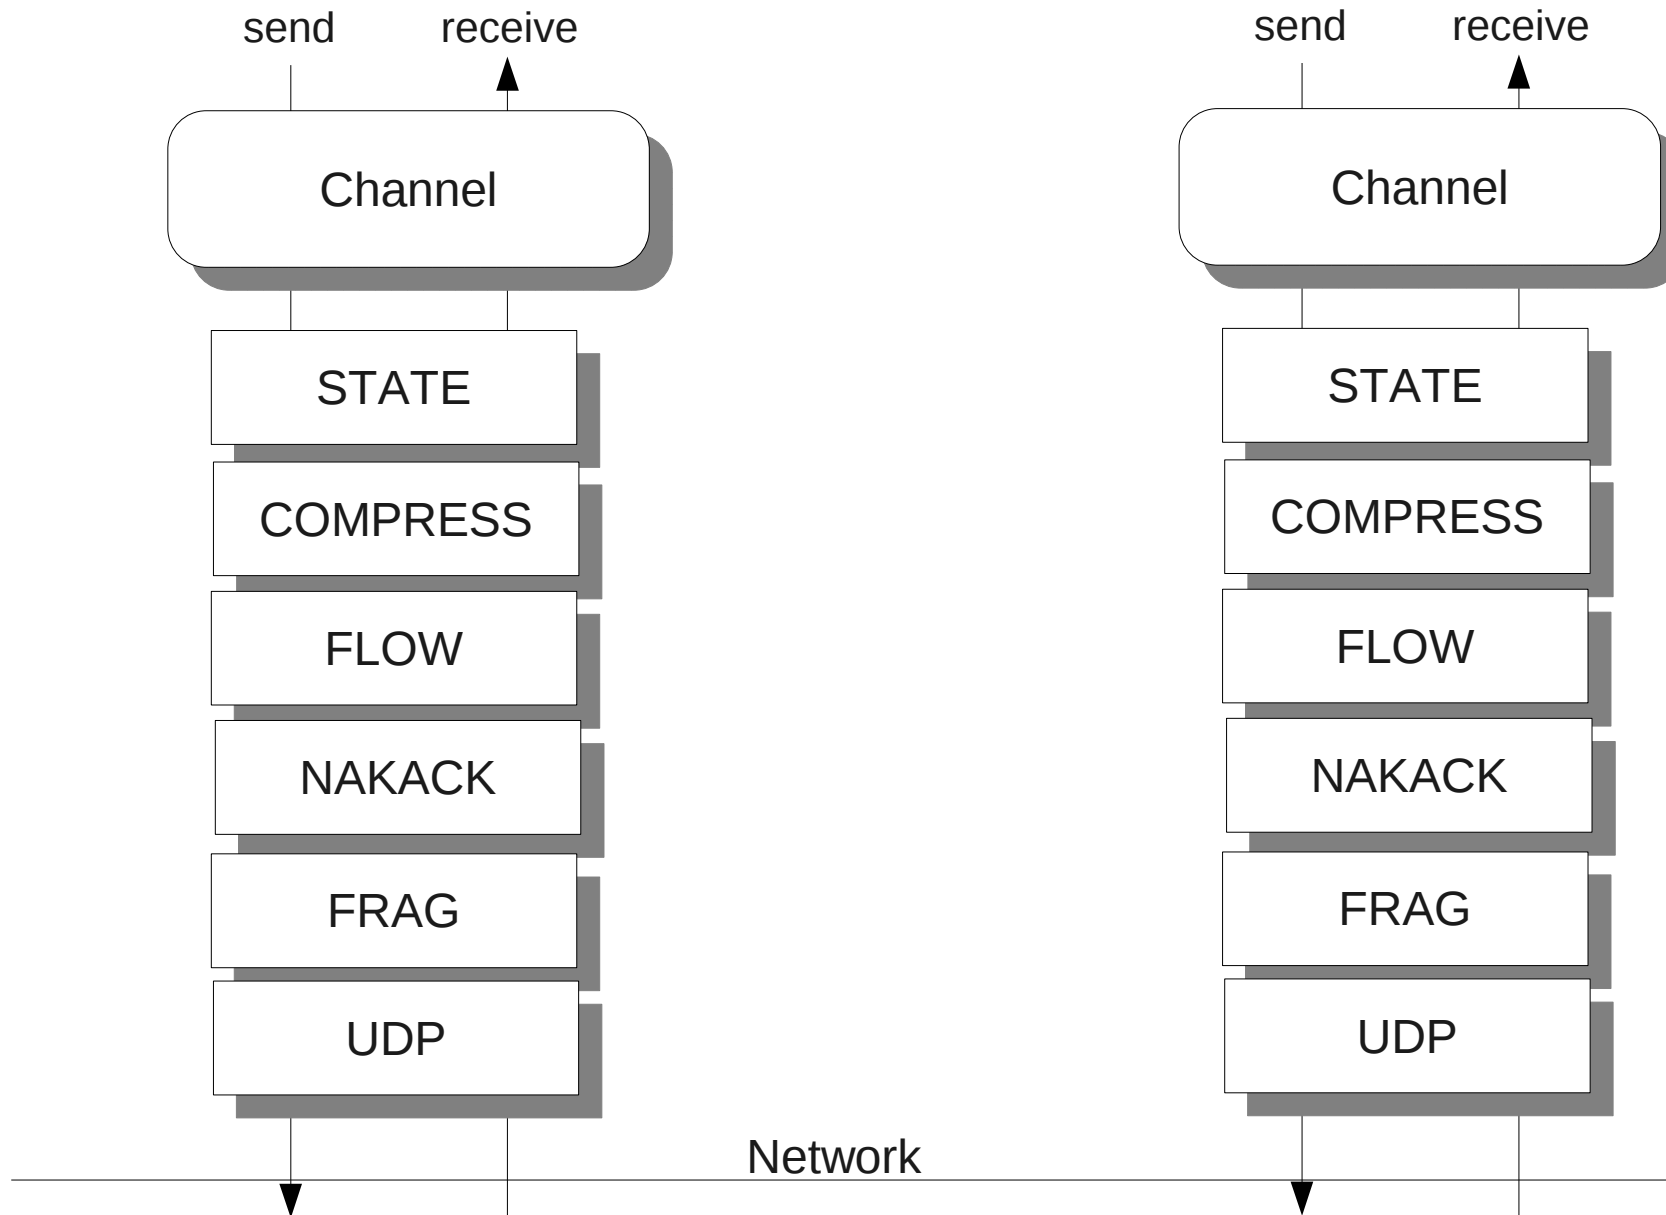 send receive
Channel
STATE
COMPRESS
FLOW
NAKACK
FRAG
UDP
send receive
Channel
STATE
COMPRESS
FLOW
NAKACK
FRAG
UDP
Network